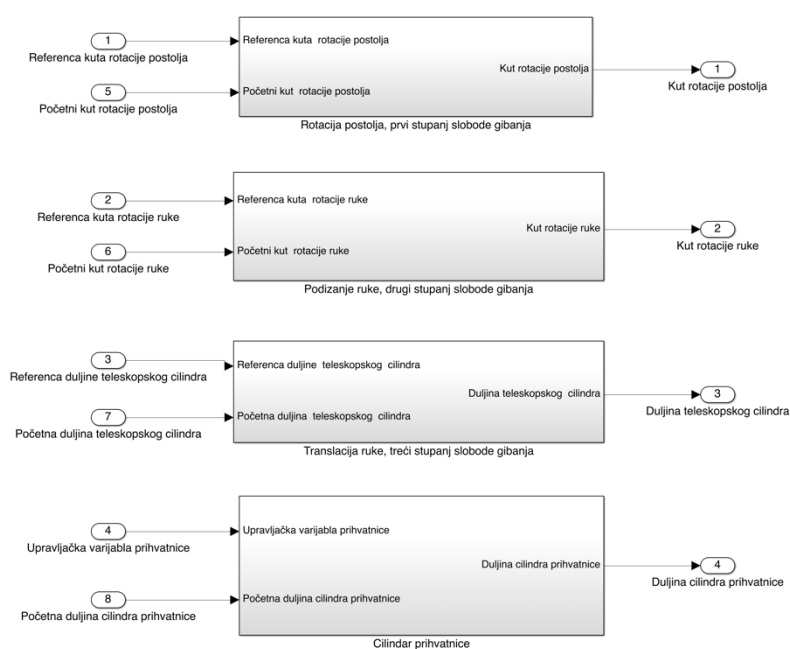 1
Referenca kuta rotacije postolja
5
Početni kut rotacije postolja
Referenca kuta rotacije postolja
Početni kut rotacije postolja
Kut rotacije postolja
Rotacija postolja, prvi stupanj slobode gibanja
1
Kut rotacije postolja
2
Referenca kuta rotacije ruke
6
Početni kut rotacije ruke
Referenca kuta rotacije ruke
Početni kut rotacije ruke
Kut rotacije ruke
Podizanje ruke, drugi stupanj slobode gibanja
2
Kut rotacije ruke
3
Referenca duljine teleskopskog cilindra
7
Početna duljina teleskopskog cilindra
Referenca duljine teleskopskog cilindra
Početna duljina teleskopskog cilindra
Duljina teleskopskog cilindra
Translacija ruke, treći stupanj slobode gibanja
3
Duljina teleskopskog cilindra
4
Upravljačka varijabla prihvatnice
8
Početna duljina cilindra prihvatnice
Upravljačka varijabla prihvatnice
Početna duljina cilindra prihvatnice
Duljina cilindra prihvatnice
Cilindar prihvatnice
4
Duljina cilindra prihvatnice